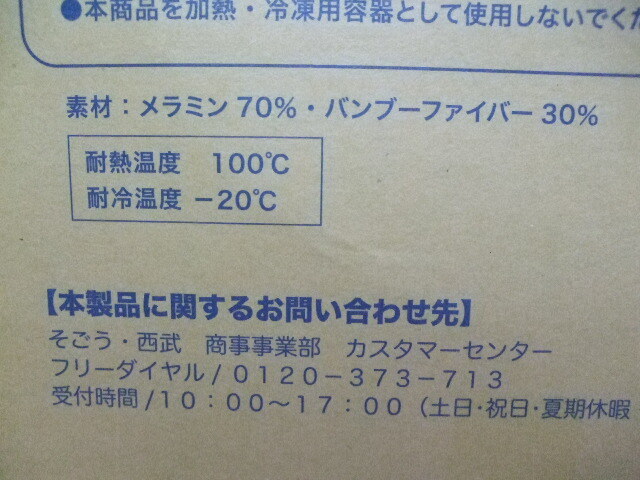 ●本商品を加熱・冷凍用容器として使用しないでくだ
素材：メラミン 70%・バンブーファイバー 30%
耐熱温度　100℃
耐冷温度 －20℃
【本製品に関するお問い合わせ先】
そごう・西武　商事事業部　カスタマーセンター
フリーダイヤル/０１２０－３７３－７１３
受付時間/１０：００～１７：００（土日・祝日・夏期休暇